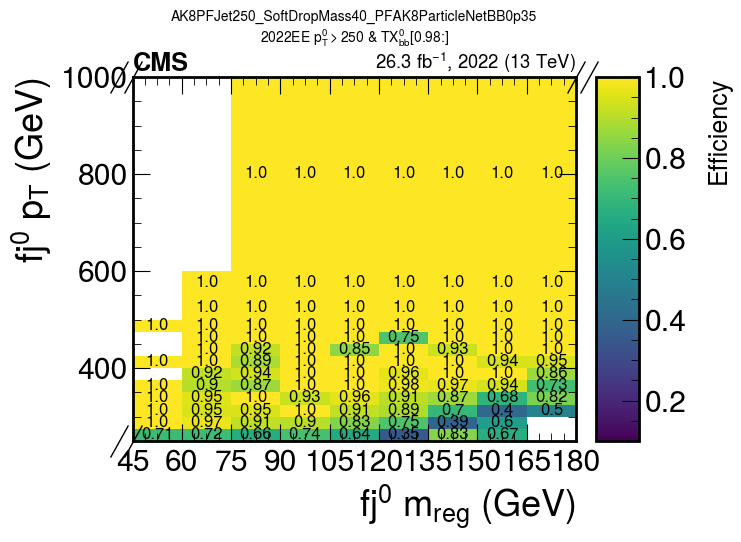 AK8PFJet250_SoftDropMass40_PFAK8ParticleNetBB0p35
2022EE p⁰_T > 250 & TX⁰_bb[0.98:]
CMS 26.3 fb⁻¹, 2022 (13 TeV)
fj⁰ p_T (GeV)
1000
800
600
400
1.0 1.0 1.0 1.0 1.0 1.0 1.0
1.0 1.0 1.0 1.0 1.0 1.0 1.0 1.0
1.0 1.0 1.0 1.0 1.0 1.0 1.0 1.0
1.0 1.0 1.0 1.0 1.0 1.0 1.0 1.0 1.0
1.0 1.0 1.0 1.0 0.75 1.0 1.0 1.0
1.0 0.92 1.0 0.85 1.0 0.93 1.0 1.0
1.0 1.0 0.89 1.0 1.0 1.0 1.0 0.94 0.95
0.92 0.94 1.0 1.0 0.96 1.0 1.0 0.86
1.0 0.9 0.87 1.0 1.0 0.98 0.97 0.94 0.73
1.0 0.95 1.0 0.93 0.96 0.91 0.87 0.68 0.82
1.0 0.95 0.95 1.0 0.91 0.89 0.7 0.4 0.5
1.0 0.97 0.91 0.9 0.83 0.75 0.39 0.6
0.71 0.72 0.66 0.74 0.64 0.35 0.83 0.67
45 60 75 90 105 120 135 150 165 180
fj⁰ m_reg (GeV)
1.0
0.8
0.6
0.4
0.2
Efficiency